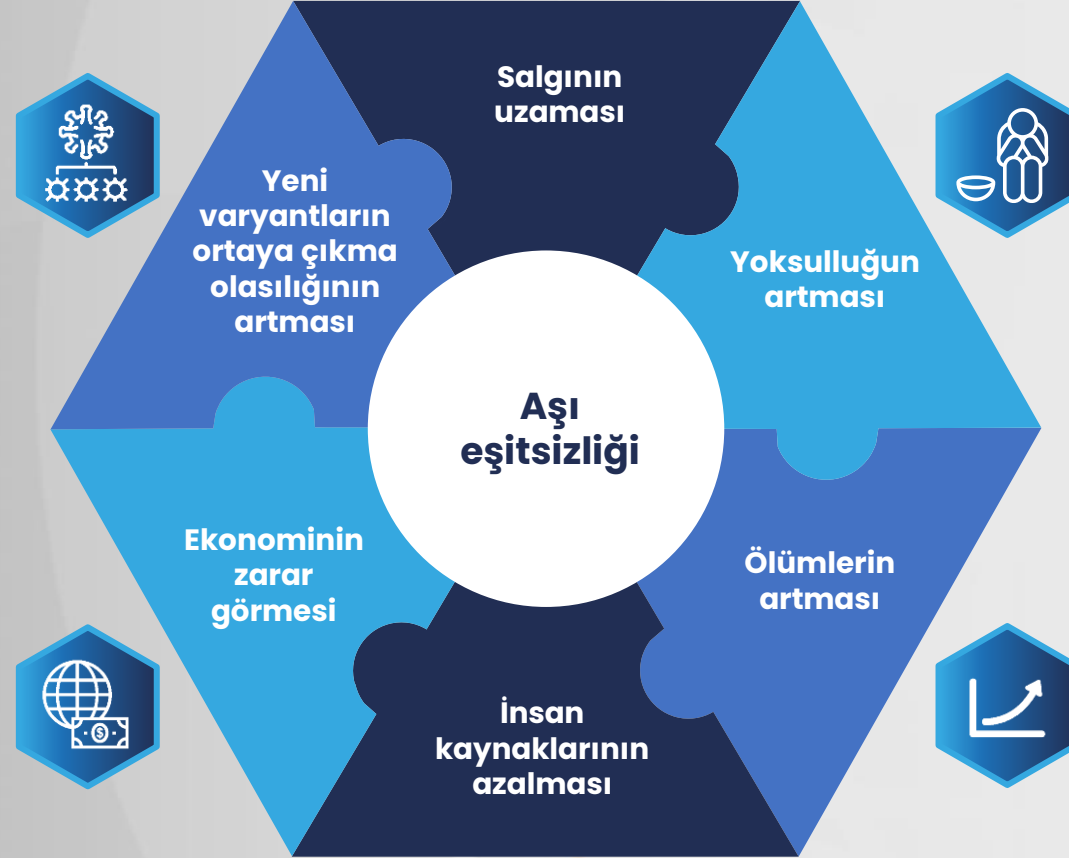 Salgının
uzaması
Yeni
varyantların
ortaya çıkma
olasılığının
artması
Yoksulluğun
artması
Aşı
eşitsizliği
Ekonominin
zarar
görmesi
Ölümlerin
artması
İnsan
kaynaklarının
azalması